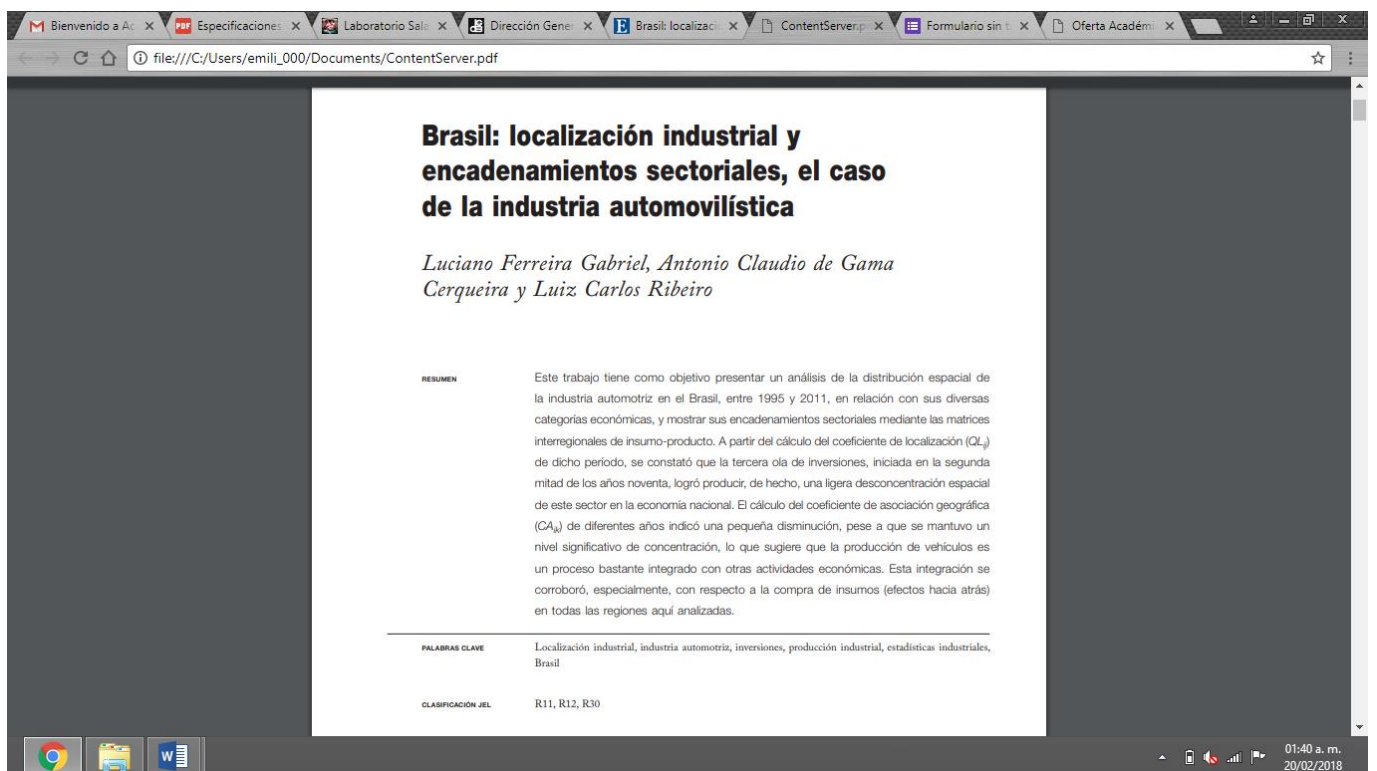 Bienvenido a Ac
Especificaciones
Laboratorio Sala
Dirección Gener
Brasil: localizaci
ContentServer.p
Formulario sin t
Oferta Académi
file:///C:/Users/emili_000/Documents/ContentServer.pdf
Brasil: localización industrial y
encadenamientos sectoriales, el caso
de la industria automovilística
Luciano Ferreira Gabriel, Antonio Claudio de Gama
Cerqueira y Luiz Carlos Ribeiro
RESUMEN
Este trabajo tiene como objetivo presentar un análisis de la distribución espacial de
la industria automotriz en el Brasil, entre 1995 y 2011, en relación con sus diversas
categorías económicas, y mostrar sus encadenamientos sectoriales mediante las matrices
interregionales de insumo-producto. A partir del cálculo del coeficiente de localización (QLij)
de dicho período, se constató que la tercera ola de inversiones, iniciada en la segunda
mitad de los años noventa, logró producir, de hecho, una ligera desconcentración espacial
de este sector en la economía nacional. El cálculo del coeficiente de asociación geográfica
(CAik) de diferentes años indicó una pequeña disminución, pese a que se mantuvo un
nivel significativo de concentración, lo que sugiere que la producción de vehículos es
un proceso bastante integrado con otras actividades económicas. Esta integración se
corroboró, especialmente, con respecto a la compra de insumos (efectos hacia atrás)
en todas las regiones aquí analizadas.
PALABRAS CLAVE
Localización industrial, industria automotriz, inversiones, producción industrial, estadísticas industriales,
Brasil
CLASIFICACIÓN JEL
R11, R12, R30
01:40 a. m.
20/02/2018